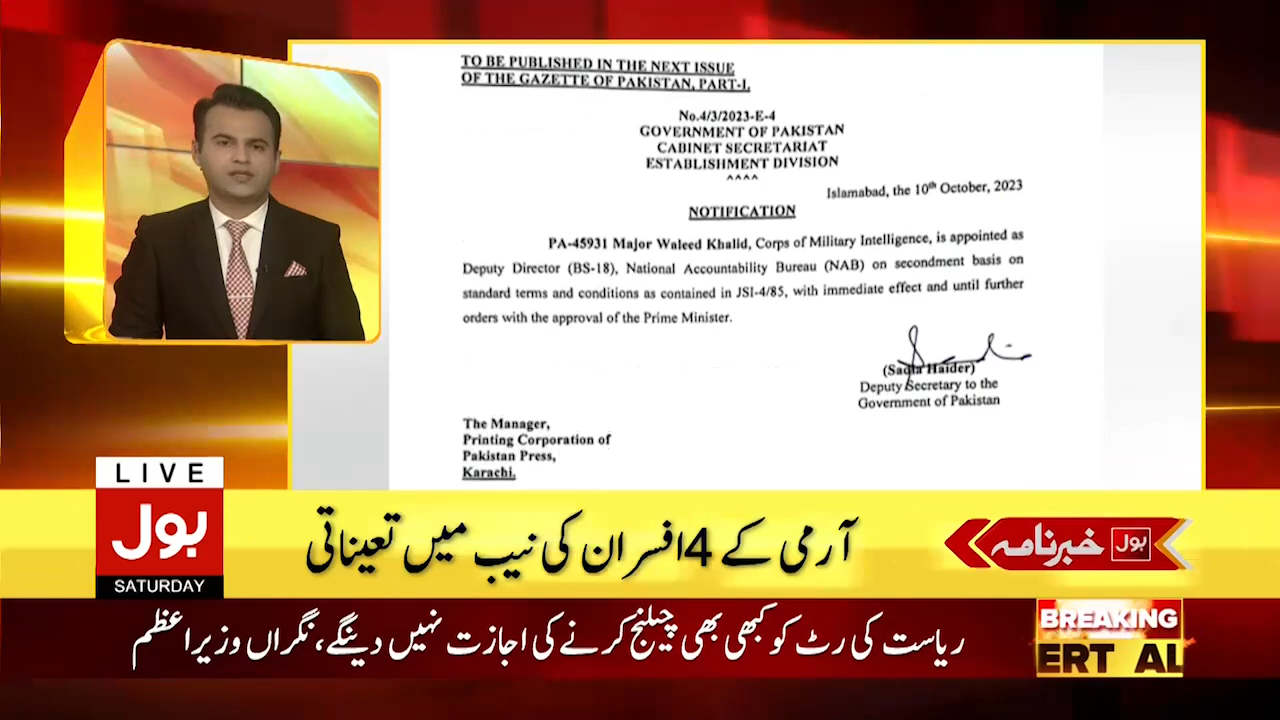 TO BE PUBLISHED IN THE NEXT ISSUE
OF THE GAZETTE OF PAKISTAN, PART-I.
No.4/3/2023-E-4
GOVERNMENT OF PAKISTAN
CABINET SECRETARIAT
ESTABLISHMENT DIVISION
^^^^
Islamabad, the 10th October, 2023
NOTIFICATION
PA-45931 Major Waleed Khalid, Corps of Military Intelligence, is appointed as
Deputy Director (BS-18), National Accountability Bureau (NAB) on secondment basis on
standard terms and conditions as contained in JSI-4/85, with immediate effect and until further
orders with the approval of the Prime Minister.
(Saqia Haider)
Deputy Secretary to the
Government of Pakistan
The Manager,
Printing Corporation of
Pakistan Press,
Karachi.
LIVE
بول
SATURDAY
آرمی کے 4 افسران کی نیب میں تعیناتی
بول خبرنامہ
ریاست کی رٹ کو کبھی بھی چیلنج کرنے کی اجازت نہیں دینگے، نگراں وزیراعظم
BREAKING
ERT AL